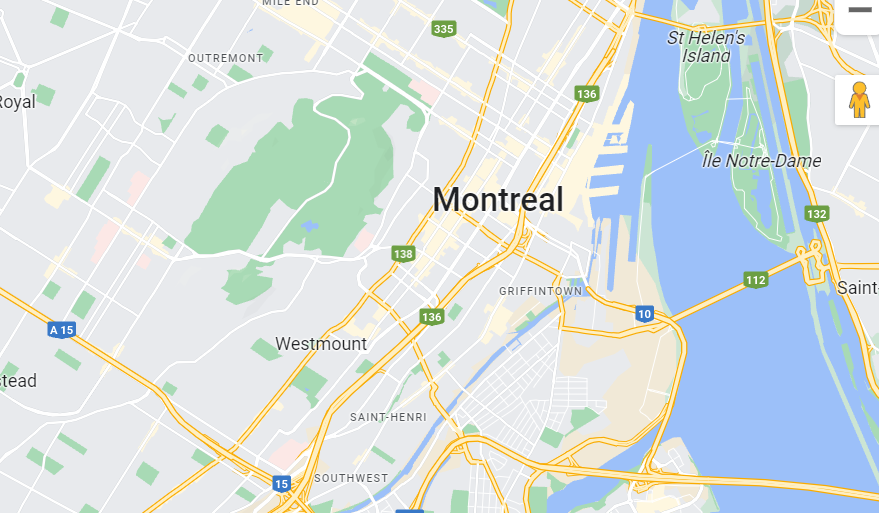 MILE END
335
OUTREMONT
St Helen's
Island
136
Royal
Île Notre-Dame
Montreal
132
138
112
Saint-
GRIFFINTOWN
136
10
A 15
Westmount
stead
SAINT-HENRI
15
SOUTHWEST